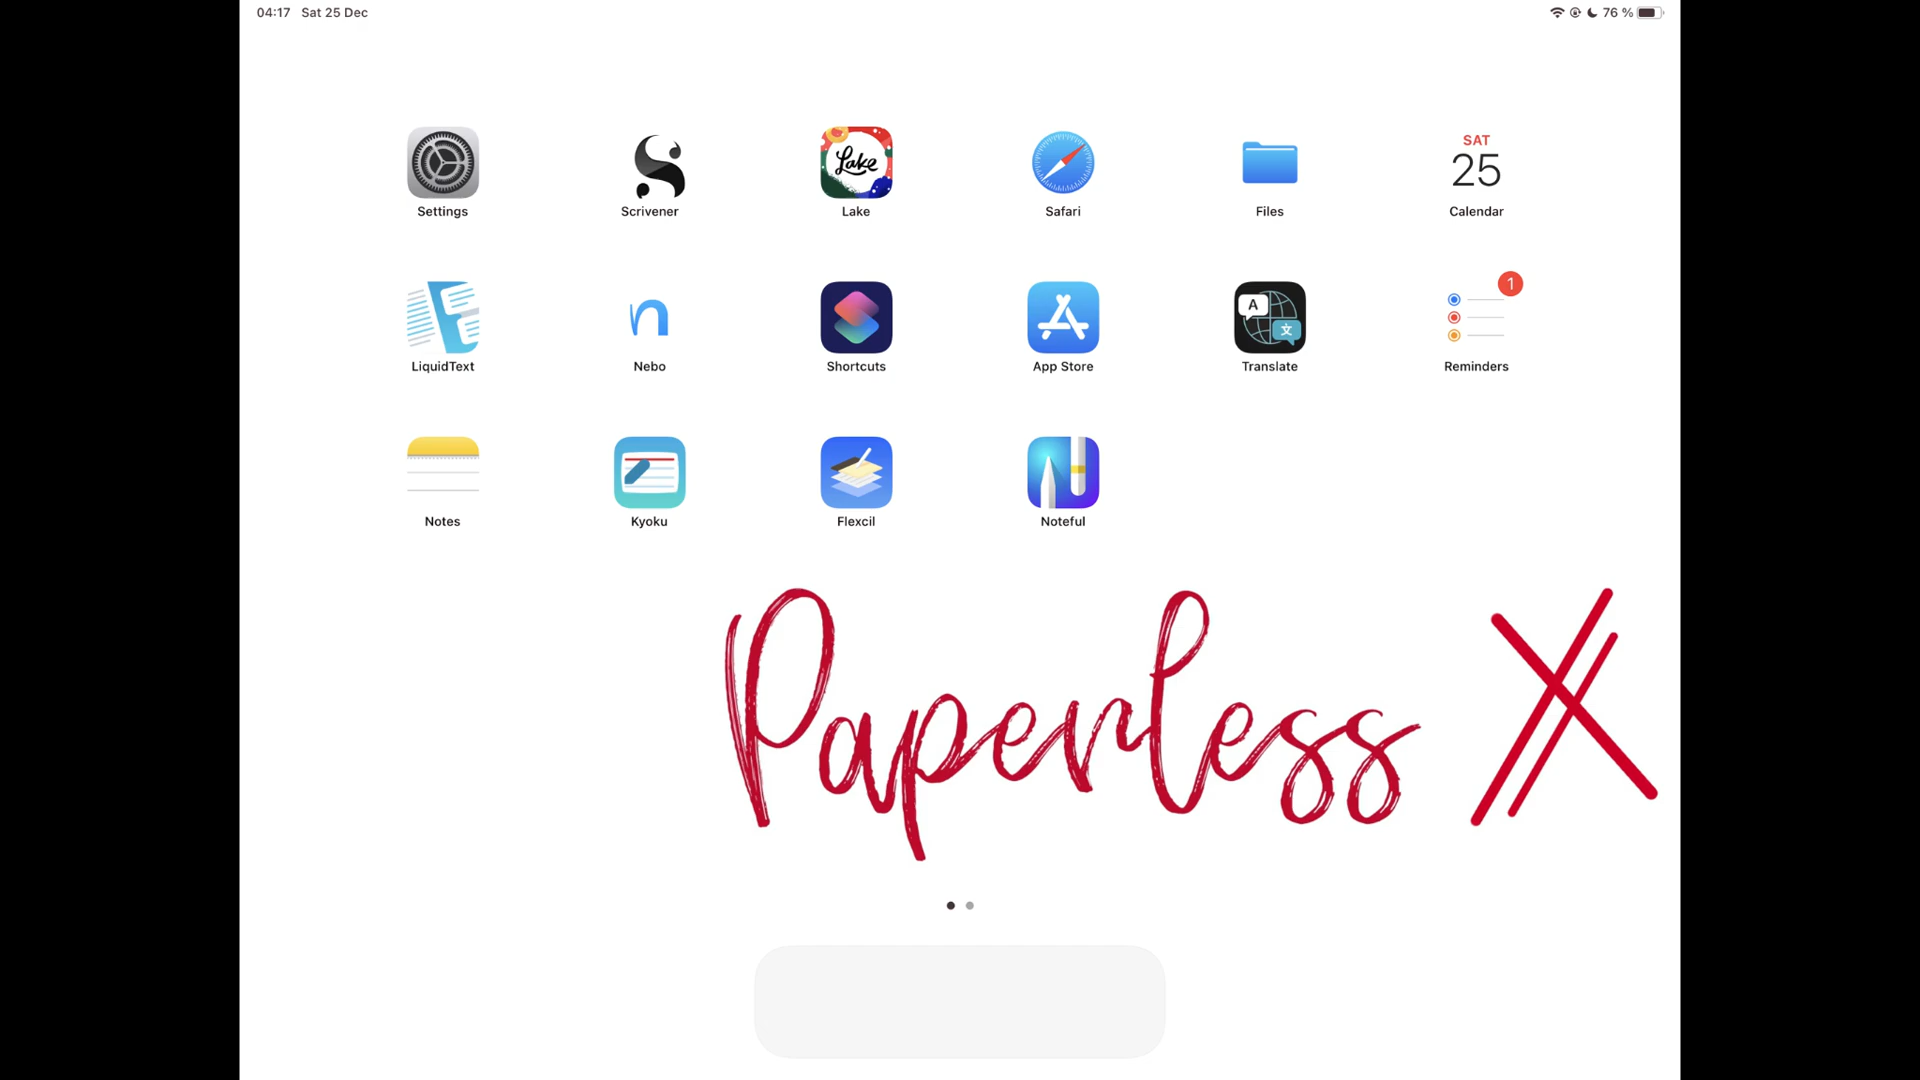 04:17 Sat 25 Dec 76 %
Lake
SAT
25
Settings Scrivener Lake Safari Files Calendar
n
A 文
1
LiquidText Nebo Shortcuts App Store Translate Reminders
Notes Kyoku Flexcil Noteful
Paperless X